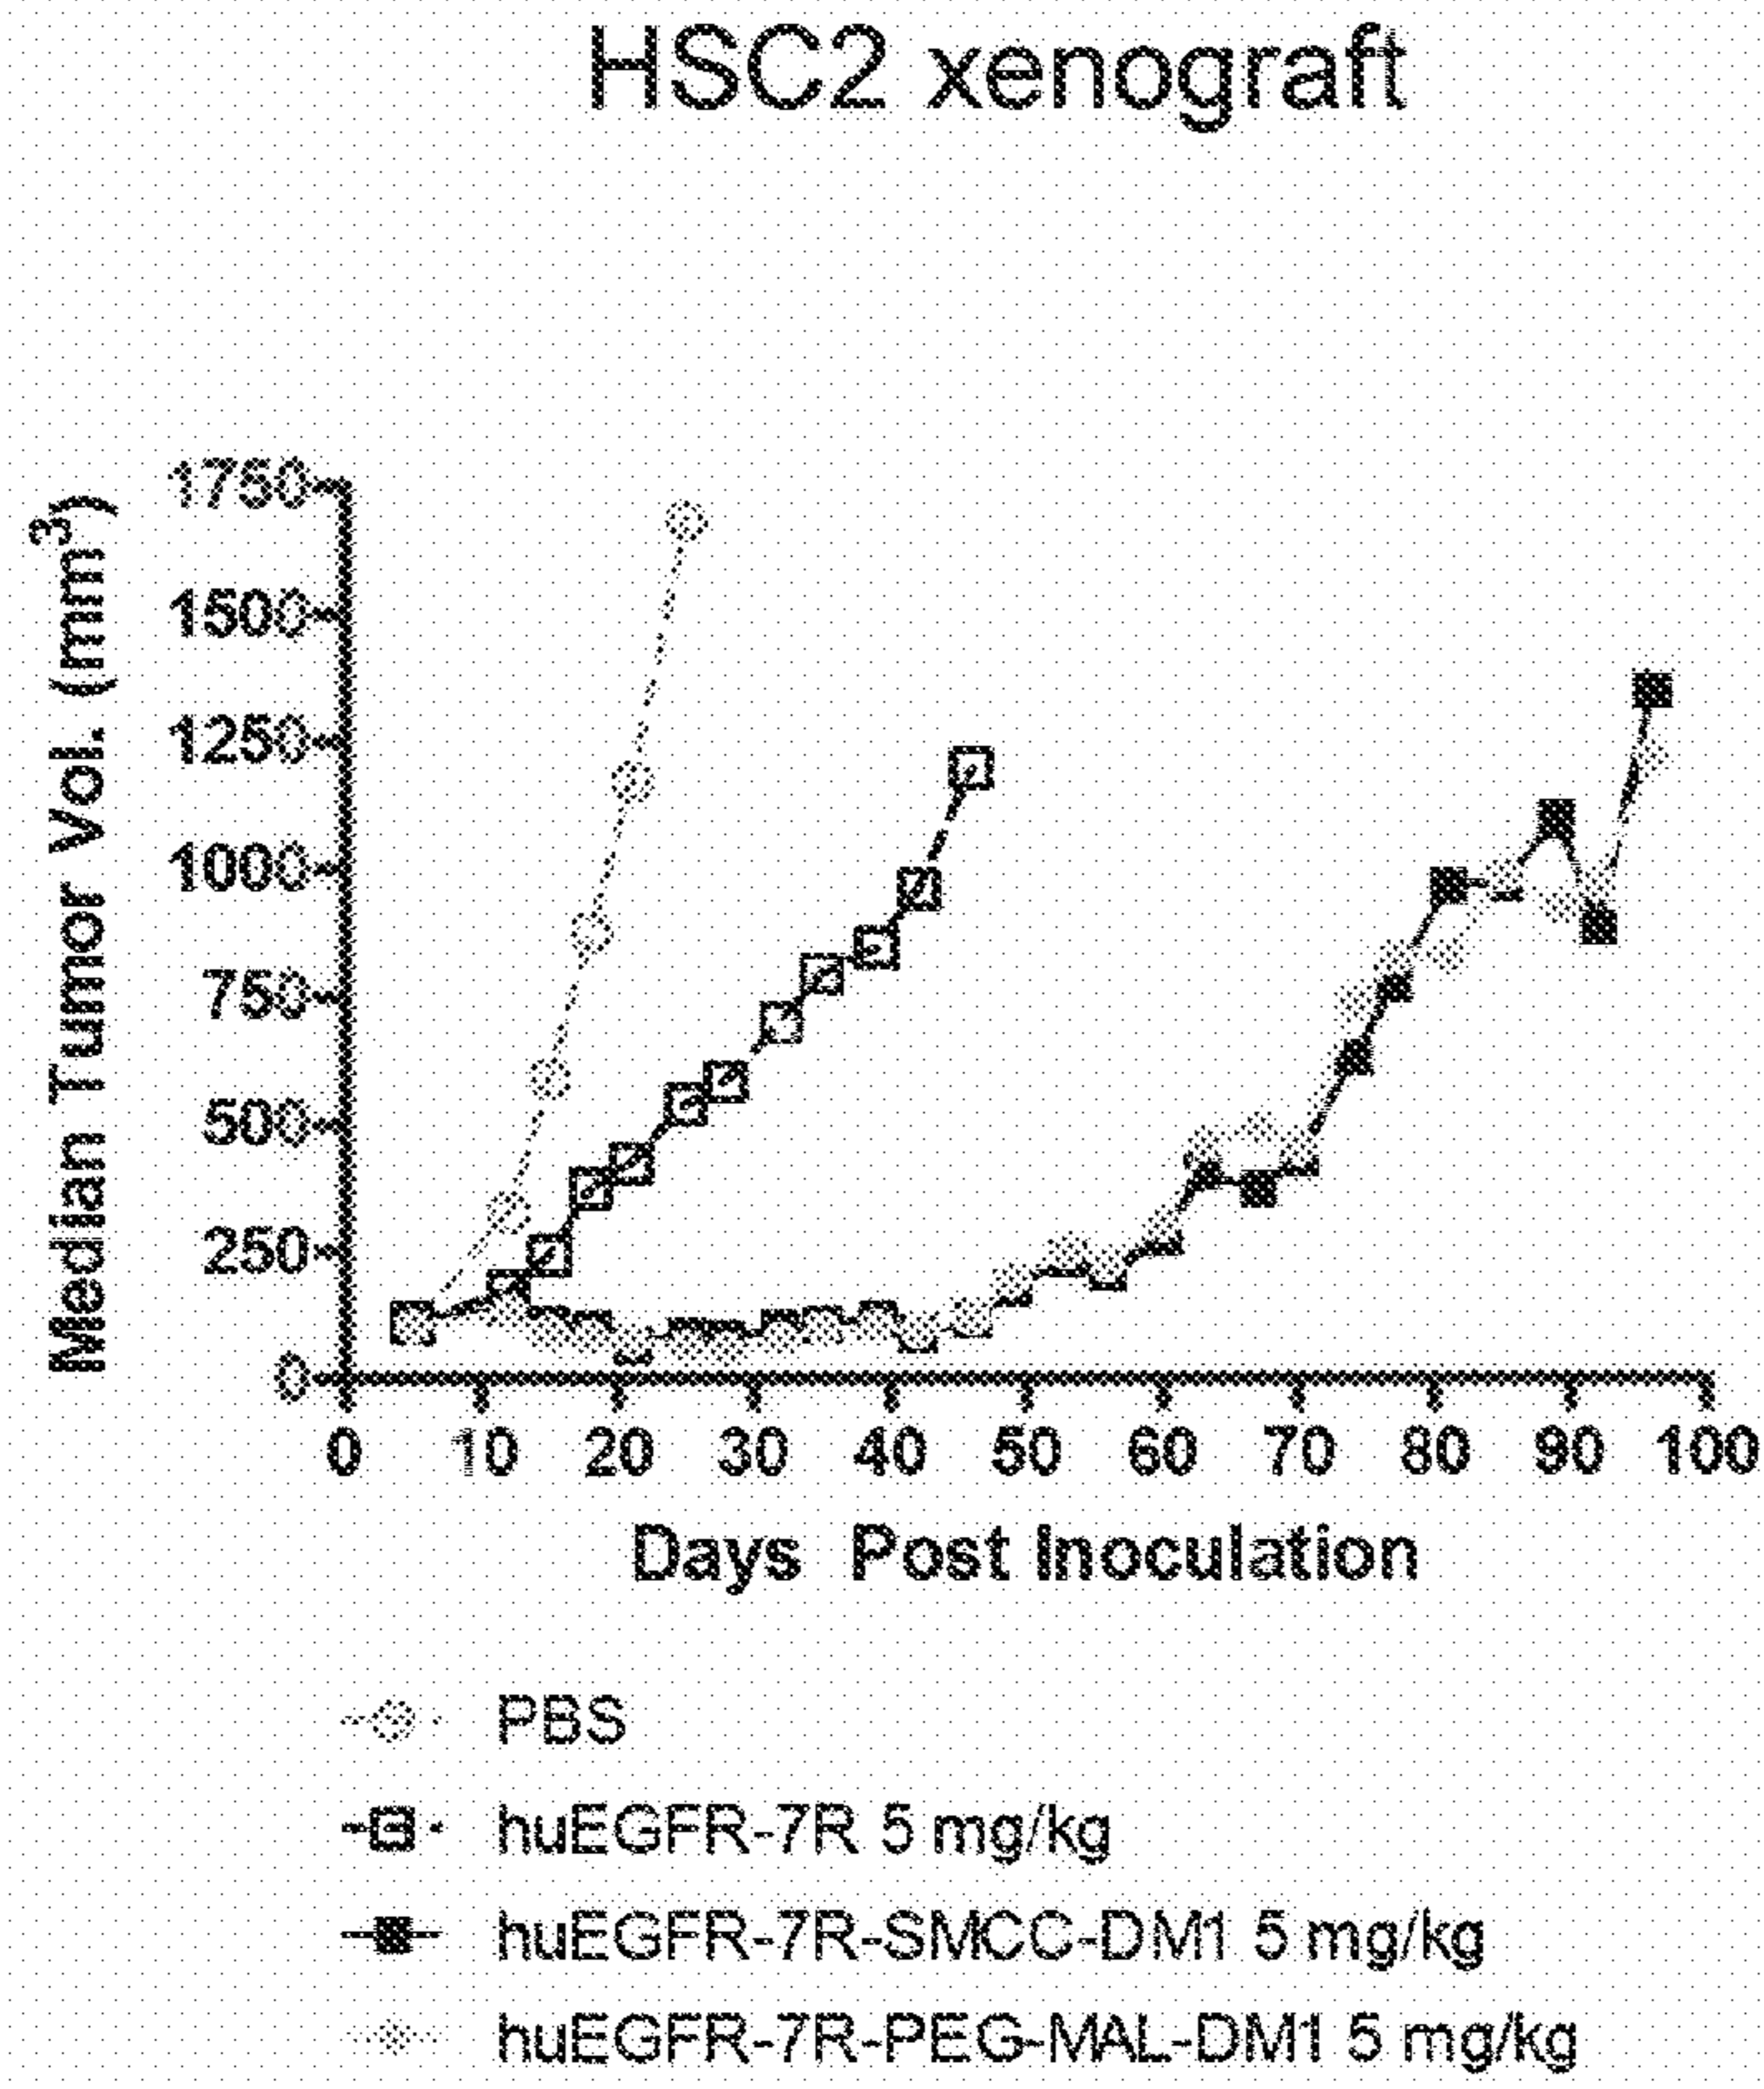 HSC2 xenograft
Median Tumor Vol. (mm³)
1750
1500
1250
1000
750
500
250
0
0 10 20 30 40 50 60 70 80 90 100
Days Post Inoculation
PBS
huEGFR-7R 5 mg/kg
huEGFR-7R-SMCC-DM1 5 mg/kg
huEGFR-7R-PEG-MAL-DM1 5 mg/kg